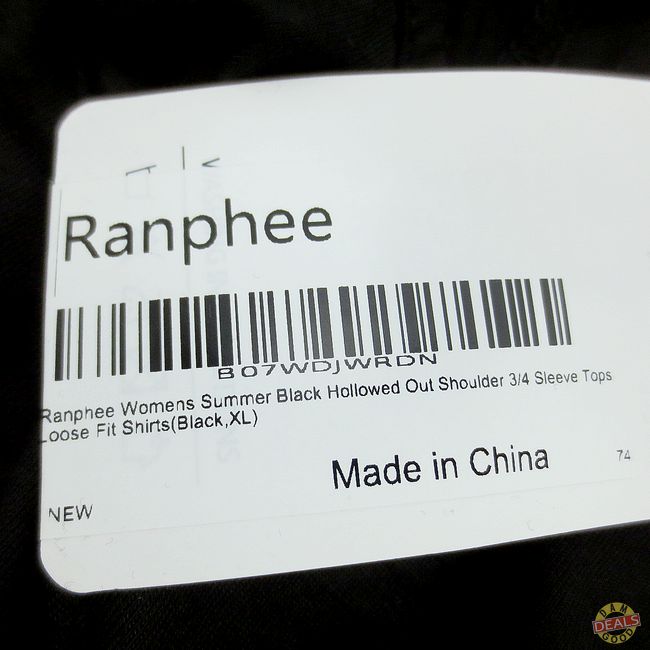 Ranphee
B07WDJWRDN
Ranphee Womens Summer Black Hollowed Out Shoulder 3/4 Sleeve Tops
Loose Fit Shirts(Black,XL)
Made in China
74
NEW
DAM
DEALS
GOOD